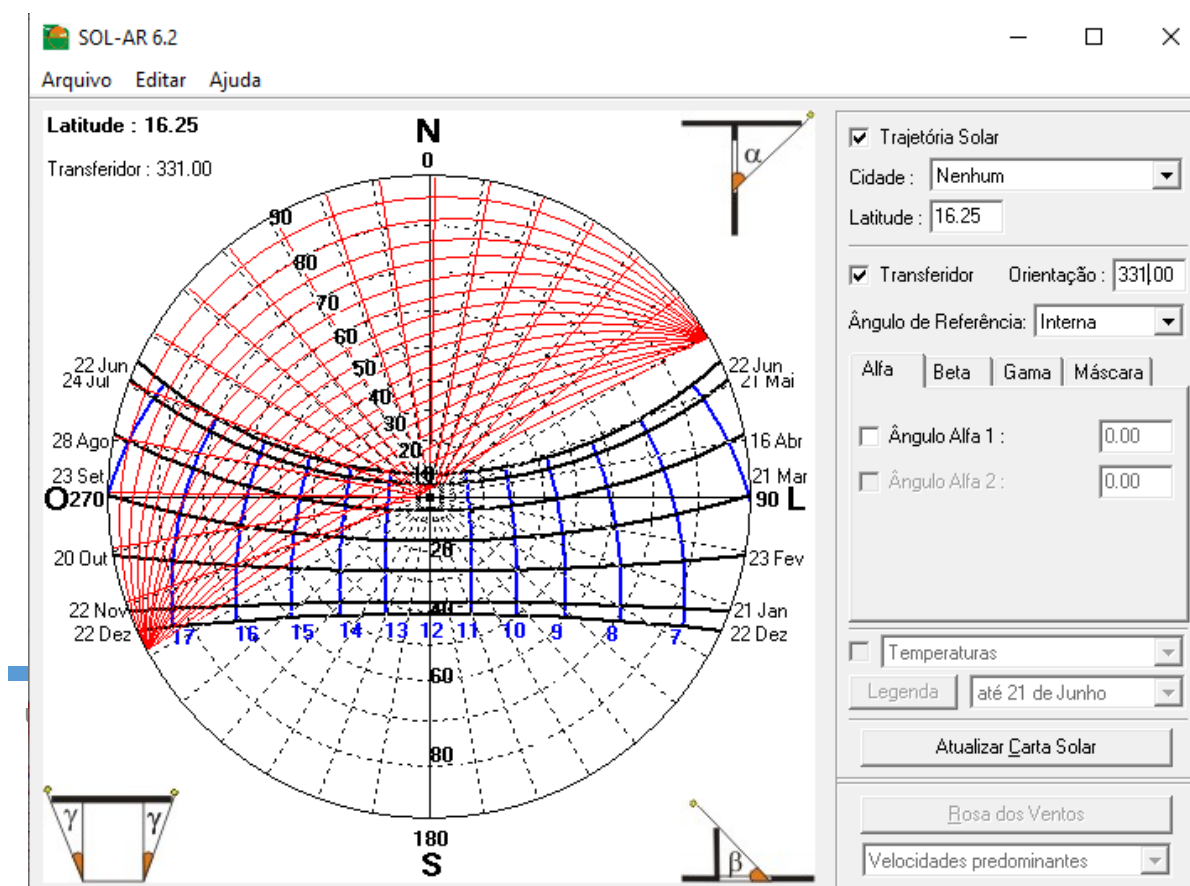 SOL-AR 6.2
Arquivo Editar Ajuda
Latitude : 16.25
Transferidor : 331.00
N
0
α
90
80
70
60
50
40
30
20
10
22 Jun
24 Jul
28 Ago
23 Set
O 270
20 Out
22 Nov
22 Dez
22 Jun
21 Mai
16 Abr
21 Mar
90 L
23 Fev
21 Jan
22 Dez
20
40
17 16 15 14 13 12 11 10 9 8 7
60
80
180
S
γ γ
β
Trajetória Solar
Cidade : Nenhum
Latitude : 16.25
Transferidor Orientação : 331.00
Ângulo de Referência: Interna
Alfa Beta Gama Máscara
Ângulo Alfa 1 : 0.00
Ângulo Alfa 2 : 0.00
Temperaturas
Legenda até 21 de Junho
Atualizar Carta Solar
Rosa dos Ventos
Velocidades predominantes